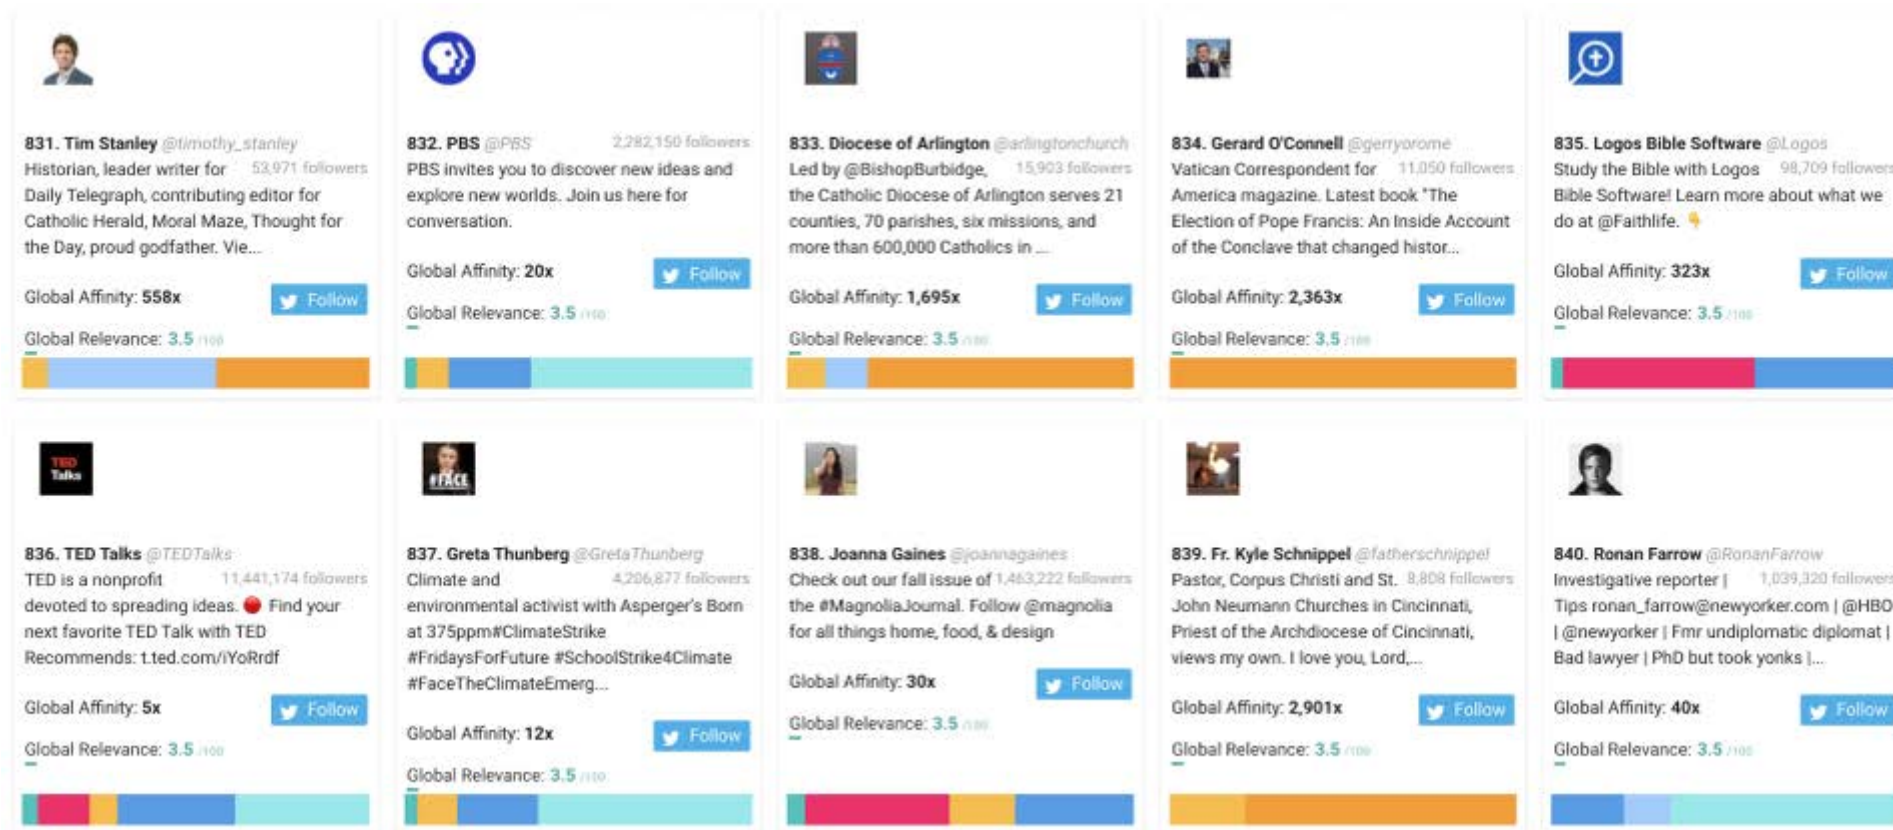 831. Tim Stanley @timothy_stanley
Historian, leader writer for 53,971 followers
Daily Telegraph, contributing editor for
Catholic Herald, Moral Maze, Thought for
the Day, proud godfather. Vie...
Global Affinity: 558x Follow
Global Relevance: 3.5 /100
832. PBS @PBS 2,282,150 followers
PBS invites you to discover new ideas and
explore new worlds. Join us here for
conversation.
Global Affinity: 20x Follow
Global Relevance: 3.5 /100
833. Diocese of Arlington @arlingtonchurch
Led by @BishopBurbidge, 15,903 followers
the Catholic Diocese of Arlington serves 21
counties, 70 parishes, six missions, and
more than 600,000 Catholics in ...
Global Affinity: 1,695x Follow
Global Relevance: 3.5 /100
834. Gerard O'Connell @gerryorome
Vatican Correspondent for 11,050 followers
America magazine. Latest book "The
Election of Pope Francis: An Inside Account
of the Conclave that changed histor...
Global Affinity: 2,363x Follow
Global Relevance: 3.5 /100
835. Logos Bible Software @Logos
Study the Bible with Logos 98,709 followers
Bible Software! Learn more about what we
do at @Faithlife. 👇
Global Affinity: 323x Follow
Global Relevance: 3.5 /100
TED
Talks
836. TED Talks @TEDTalks
TED is a nonprofit 11,441,174 followers
devoted to spreading ideas. 🔴 Find your
next favorite TED Talk with TED
Recommends: t.ted.com/iYoRrdf
Global Affinity: 5x Follow
Global Relevance: 3.5 /100
#FACE
837. Greta Thunberg @GretaThunberg
Climate and 4,206,877 followers
environmental activist with Asperger's Born
at 375ppm#ClimateStrike
#FridaysForFuture #SchoolStrike4Climate
#FaceTheClimateEmerg...
Global Affinity: 12x Follow
Global Relevance: 3.5 /100
838. Joanna Gaines @joannagaines
Check out our fall issue of 1,463,222 followers
the #MagnoliaJournal. Follow @magnolia
for all things home, food, & design
Global Affinity: 30x Follow
Global Relevance: 3.5 /100
839. Fr. Kyle Schnippel @fatherschnippel
Pastor, Corpus Christi and St. 8,808 followers
John Neumann Churches in Cincinnati,
Priest of the Archdiocese of Cincinnati,
views my own. I love you, Lord,...
Global Affinity: 2,901x Follow
Global Relevance: 3.5 /100
840. Ronan Farrow @RonanFarrow
Investigative reporter | 1,039,320 followers
Tips ronan_farrow@newyorker.com | @HBO
| @newyorker | Fmr undiplomatic diplomat |
Bad lawyer | PhD but took yonks |...
Global Affinity: 40x Follow
Global Relevance: 3.5 /100